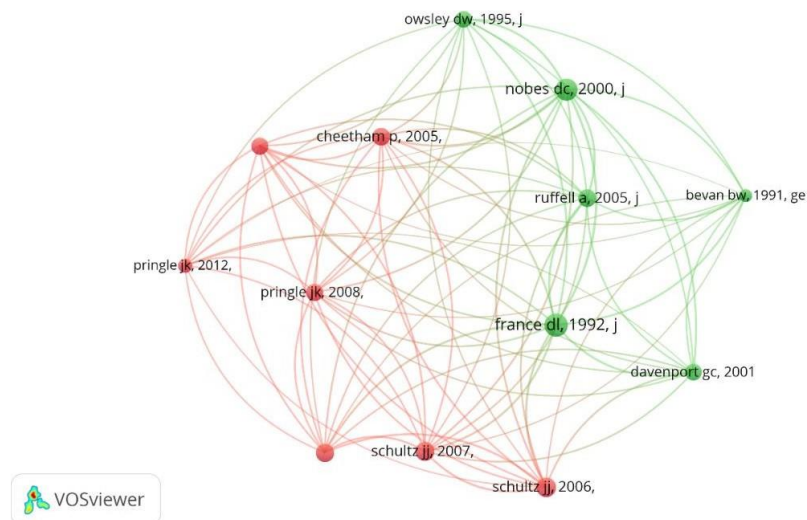 owsley dw, 1995, j
nobes dc, 2000, j
cheetham p, 2005,
ruffell a, 2005, j
bevan bw, 1991, ge
pringle jk, 2012,
pringle jk, 2008,
france dl, 1992, j
davenport gc, 2001
schultz jj, 2007,
schultz jj, 2006,
VOSviewer